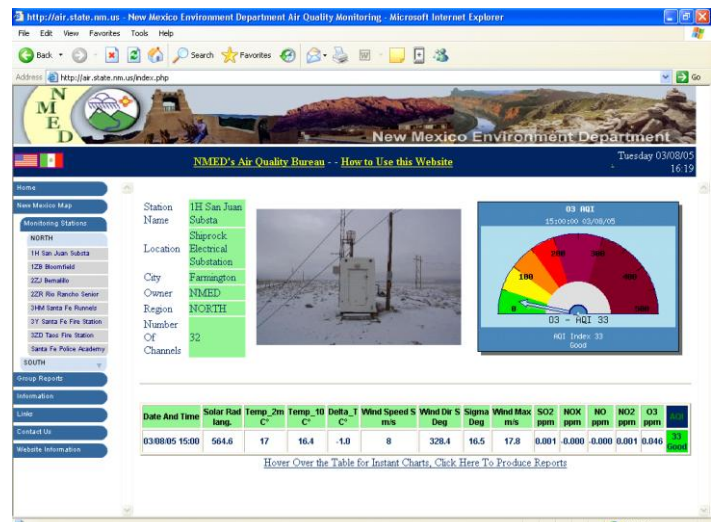 http://air.state.nm.us - New Mexico Environment Department Air Quality Monitoring - Microsoft Internet Explorer
File Edit View Favorites Tools Help
Back Search Favorites
Address http://air.state.nm.us/index.php Go
NMED
New Mexico Environment Department
NMED's Air Quality Bureau - - How to Use this Website
Tuesday 03/08/05
16:19
Home
New Mexico Map
Monitoring Stations
NORTH
1H San Juan Substa
1ZB Bloomfield
2ZJ Bernalillo
2ZR Rio Rancho Senior
3HM Santa Fe Runnels
3Y Santa Fe Fire Station
3ZD Taos Fire Station
Santa Fe Police Academy
SOUTH
Group Reports
Information
Links
Contact Us
Website Information
Station Name 1H San Juan Substa
Location Shiprock Electrical Substation
City Farmington
Owner NMED
Region NORTH
Number Of Channels 32
O3 AQI
15:00:00 03/08/05
0 100 200 300 400 500
O3 - AQI 33
AQI Index 33
Good
Date And Time Solar Rad lang. Temp_2m C° Temp_10 C° Delta_T C° Wind Speed S m/s Wind Dir S Deg Sigma Deg Wind Max m/s SO2 ppm NOX ppm NO ppm NO2 ppm O3 ppm AQI
03/08/05 15:00 564.6 17 16.4 -1.0 8 328.4 16.5 17.8 0.001 -0.000 -0.000 0.001 0.046 33 Good
Hover Over the Table for Instant Charts, Click Here To Produce Reports